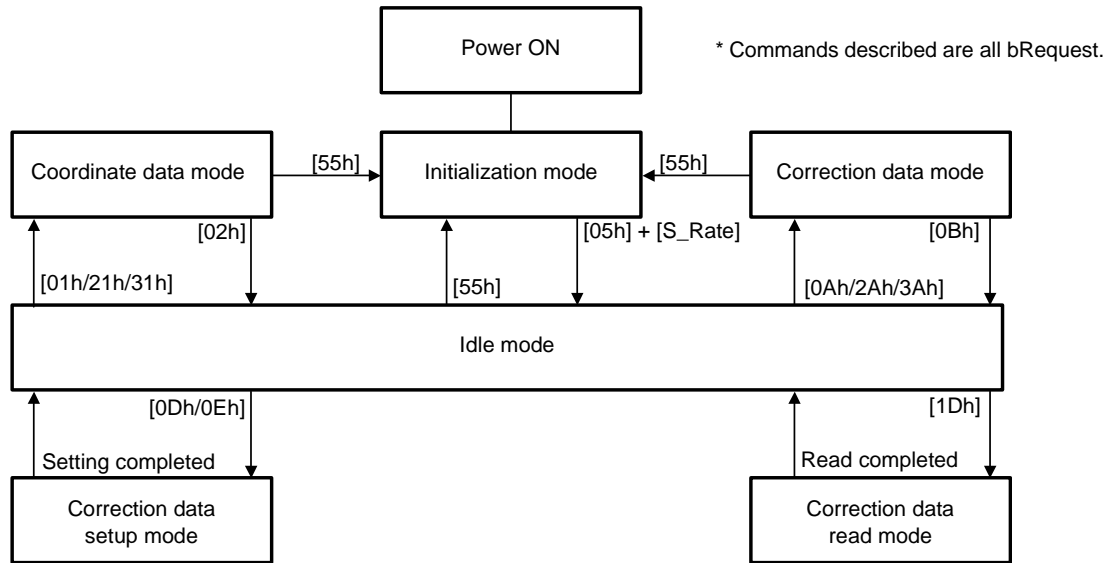 Power ON
* Commands described are all bRequest.
Coordinate data mode
[55h]
Initialization mode
[55h]
Correction data mode
[02h]
[05h] + [S_Rate]
[0Bh]
[01h/21h/31h]
[55h]
[0Ah/2Ah/3Ah]
Idle mode
[0Dh/0Eh]
[1Dh]
Setting completed
Read completed
Correction data
setup mode
Correction data
read mode